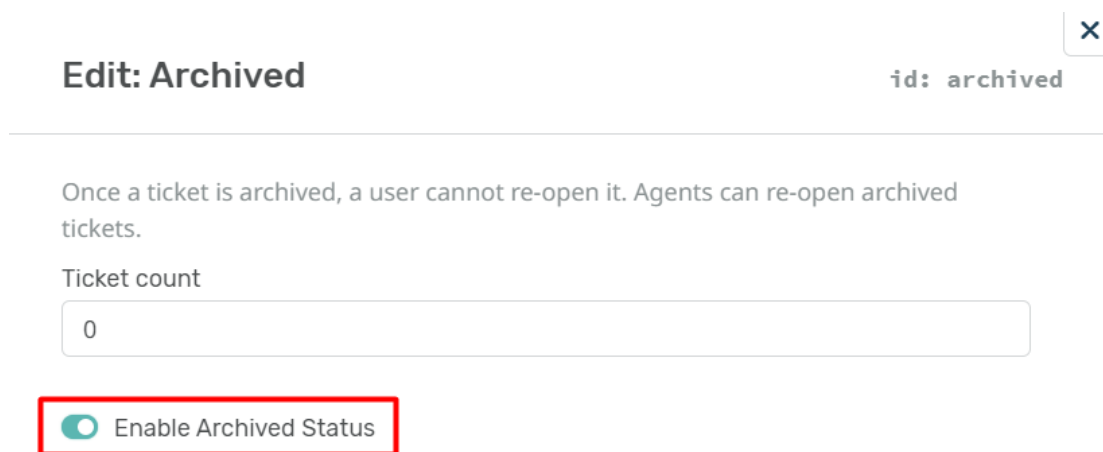 Edit: Archived
id: archived
Once a ticket is archived, a user cannot re-open it. Agents can re-open archived
tickets.
Ticket count
0
Enable Archived Status